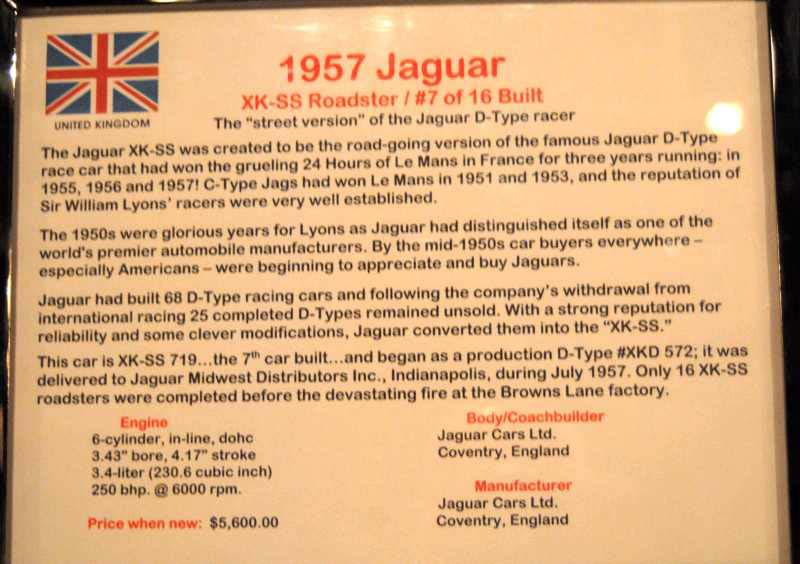 1957 Jaguar
XK-SS Roadster / #7 of 16 Built
UNITED KINGDOM
The "street version" of the Jaguar D-Type racer
The Jaguar XK-SS was created to be the road-going version of the famous Jaguar D-Type
race car that had won the grueling 24 Hours of Le Mans in France for three years running: in
1955, 1956 and 1957! C-Type Jags had won Le Mans in 1951 and 1953, and the reputation of
Sir William Lyons' racers were very well established.
The 1950s were glorious years for Lyons as Jaguar had distinguished itself as one of the
world's premier automobile manufacturers. By the mid-1950s car buyers everywhere –
especially Americans – were beginning to appreciate and buy Jaguars.
Jaguar had built 68 D-Type racing cars and following the company's withdrawal from
international racing 25 completed D-Types remained unsold. With a strong reputation for
reliability and some clever modifications, Jaguar converted them into the "XK-SS."
This car is XK-SS 719...the 7th car built...and began as a production D-Type #XKD 572; it was
delivered to Jaguar Midwest Distributors Inc., Indianapolis, during July 1957. Only 16 XK-SS
roadsters were completed before the devastating fire at the Browns Lane factory.
Engine
6-cylinder, in-line, dohc
3.43" bore, 4.17" stroke
3.4-liter (230.6 cubic inch)
250 bhp. @ 6000 rpm.
Price when new: $5,600.00
Body/Coachbuilder
Jaguar Cars Ltd.
Coventry, England
Manufacturer
Jaguar Cars Ltd.
Coventry, England